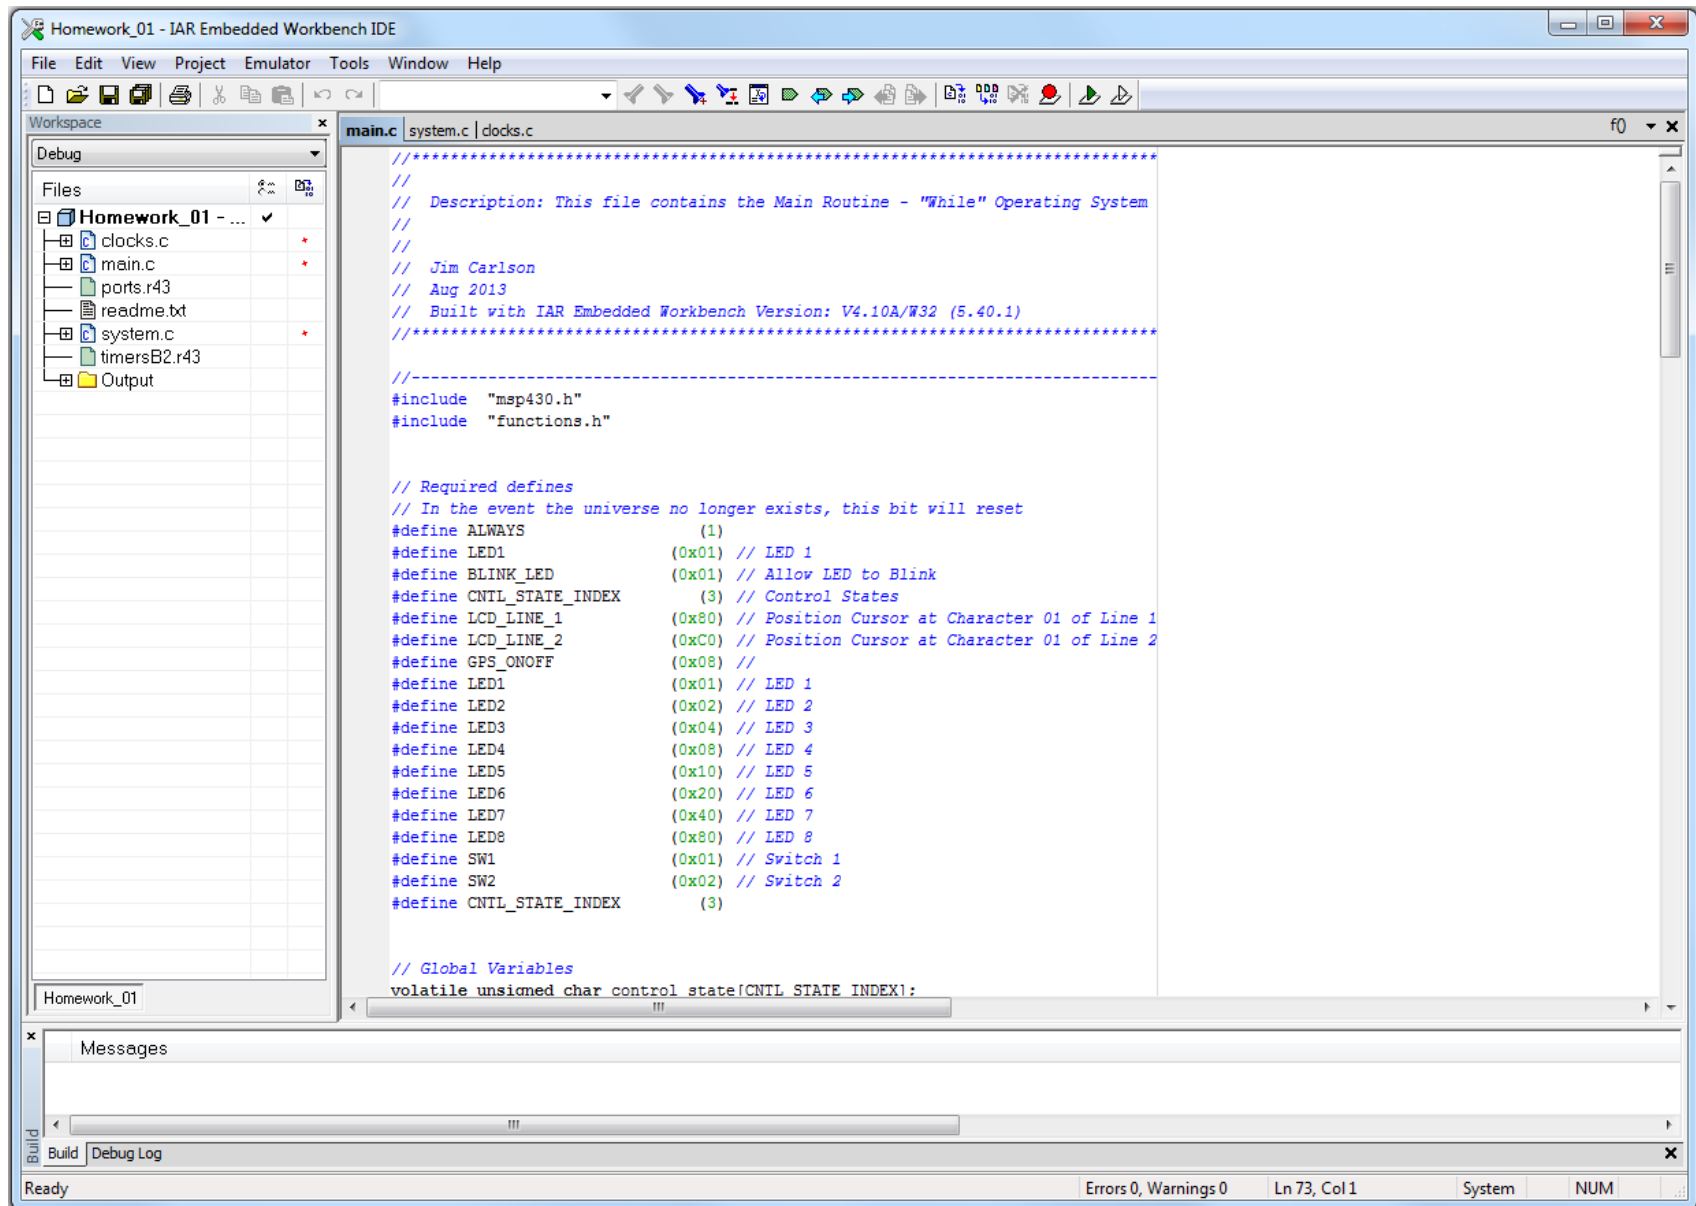 Homework_01 - IAR Embedded Workbench IDE
File Edit View Project Emulator Tools Window Help
Workspace
Debug
Files
Homework_01 - ...
clocks.c
main.c
ports.r43
readme.txt
system.c
timersB2.r43
Output
Homework_01
main.c system.c clocks.c f()
//******************************************************************************
//
// Description: This file contains the Main Routine - "While" Operating System
//
//
// Jim Carlson
// Aug 2013
// Built with IAR Embedded Workbench Version: V4.10A/W32 (5.40.1)
//******************************************************************************
//------------------------------------------------------------------------------
#include "msp430.h"
#include "functions.h"
// Required defines
// In the event the universe no longer exists, this bit will reset
#define ALWAYS (1)
#define LED1 (0x01) // LED 1
#define BLINK_LED (0x01) // Allow LED to Blink
#define CNTL_STATE_INDEX (3) // Control States
#define LCD_LINE_1 (0x80) // Position Cursor at Character 01 of Line 1
#define LCD_LINE_2 (0xC0) // Position Cursor at Character 01 of Line 2
#define GPS_ONOFF (0x08) //
#define LED1 (0x01) // LED 1
#define LED2 (0x02) // LED 2
#define LED3 (0x04) // LED 3
#define LED4 (0x08) // LED 4
#define LED5 (0x10) // LED 5
#define LED6 (0x20) // LED 6
#define LED7 (0x40) // LED 7
#define LED8 (0x80) // LED 8
#define SW1 (0x01) // Switch 1
#define SW2 (0x02) // Switch 2
#define CNTL_STATE_INDEX (3)
// Global Variables
volatile unsigned char control_state[CNTL_STATE_INDEX];
Messages
Build
Build Debug Log
Ready Errors 0, Warnings 0 Ln 73, Col 1 System NUM